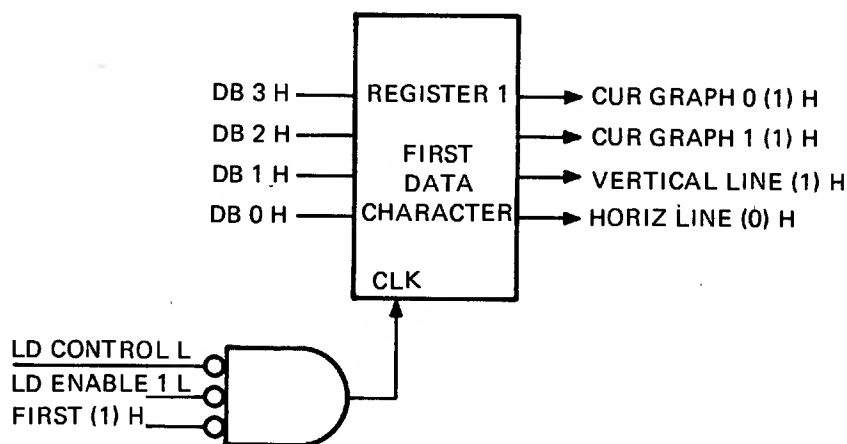 DB 3 H
DB 2 H
DB 1 H
DB 0 H
REGISTER 1
FIRST
DATA
CHARACTER
CLK
CUR GRAPH 0 (1) H
CUR GRAPH 1 (1) H
VERTICAL LINE (1) H
HORIZ LINE (0) H
LD CONTROL L
LD ENABLE 1 L
FIRST (1) H